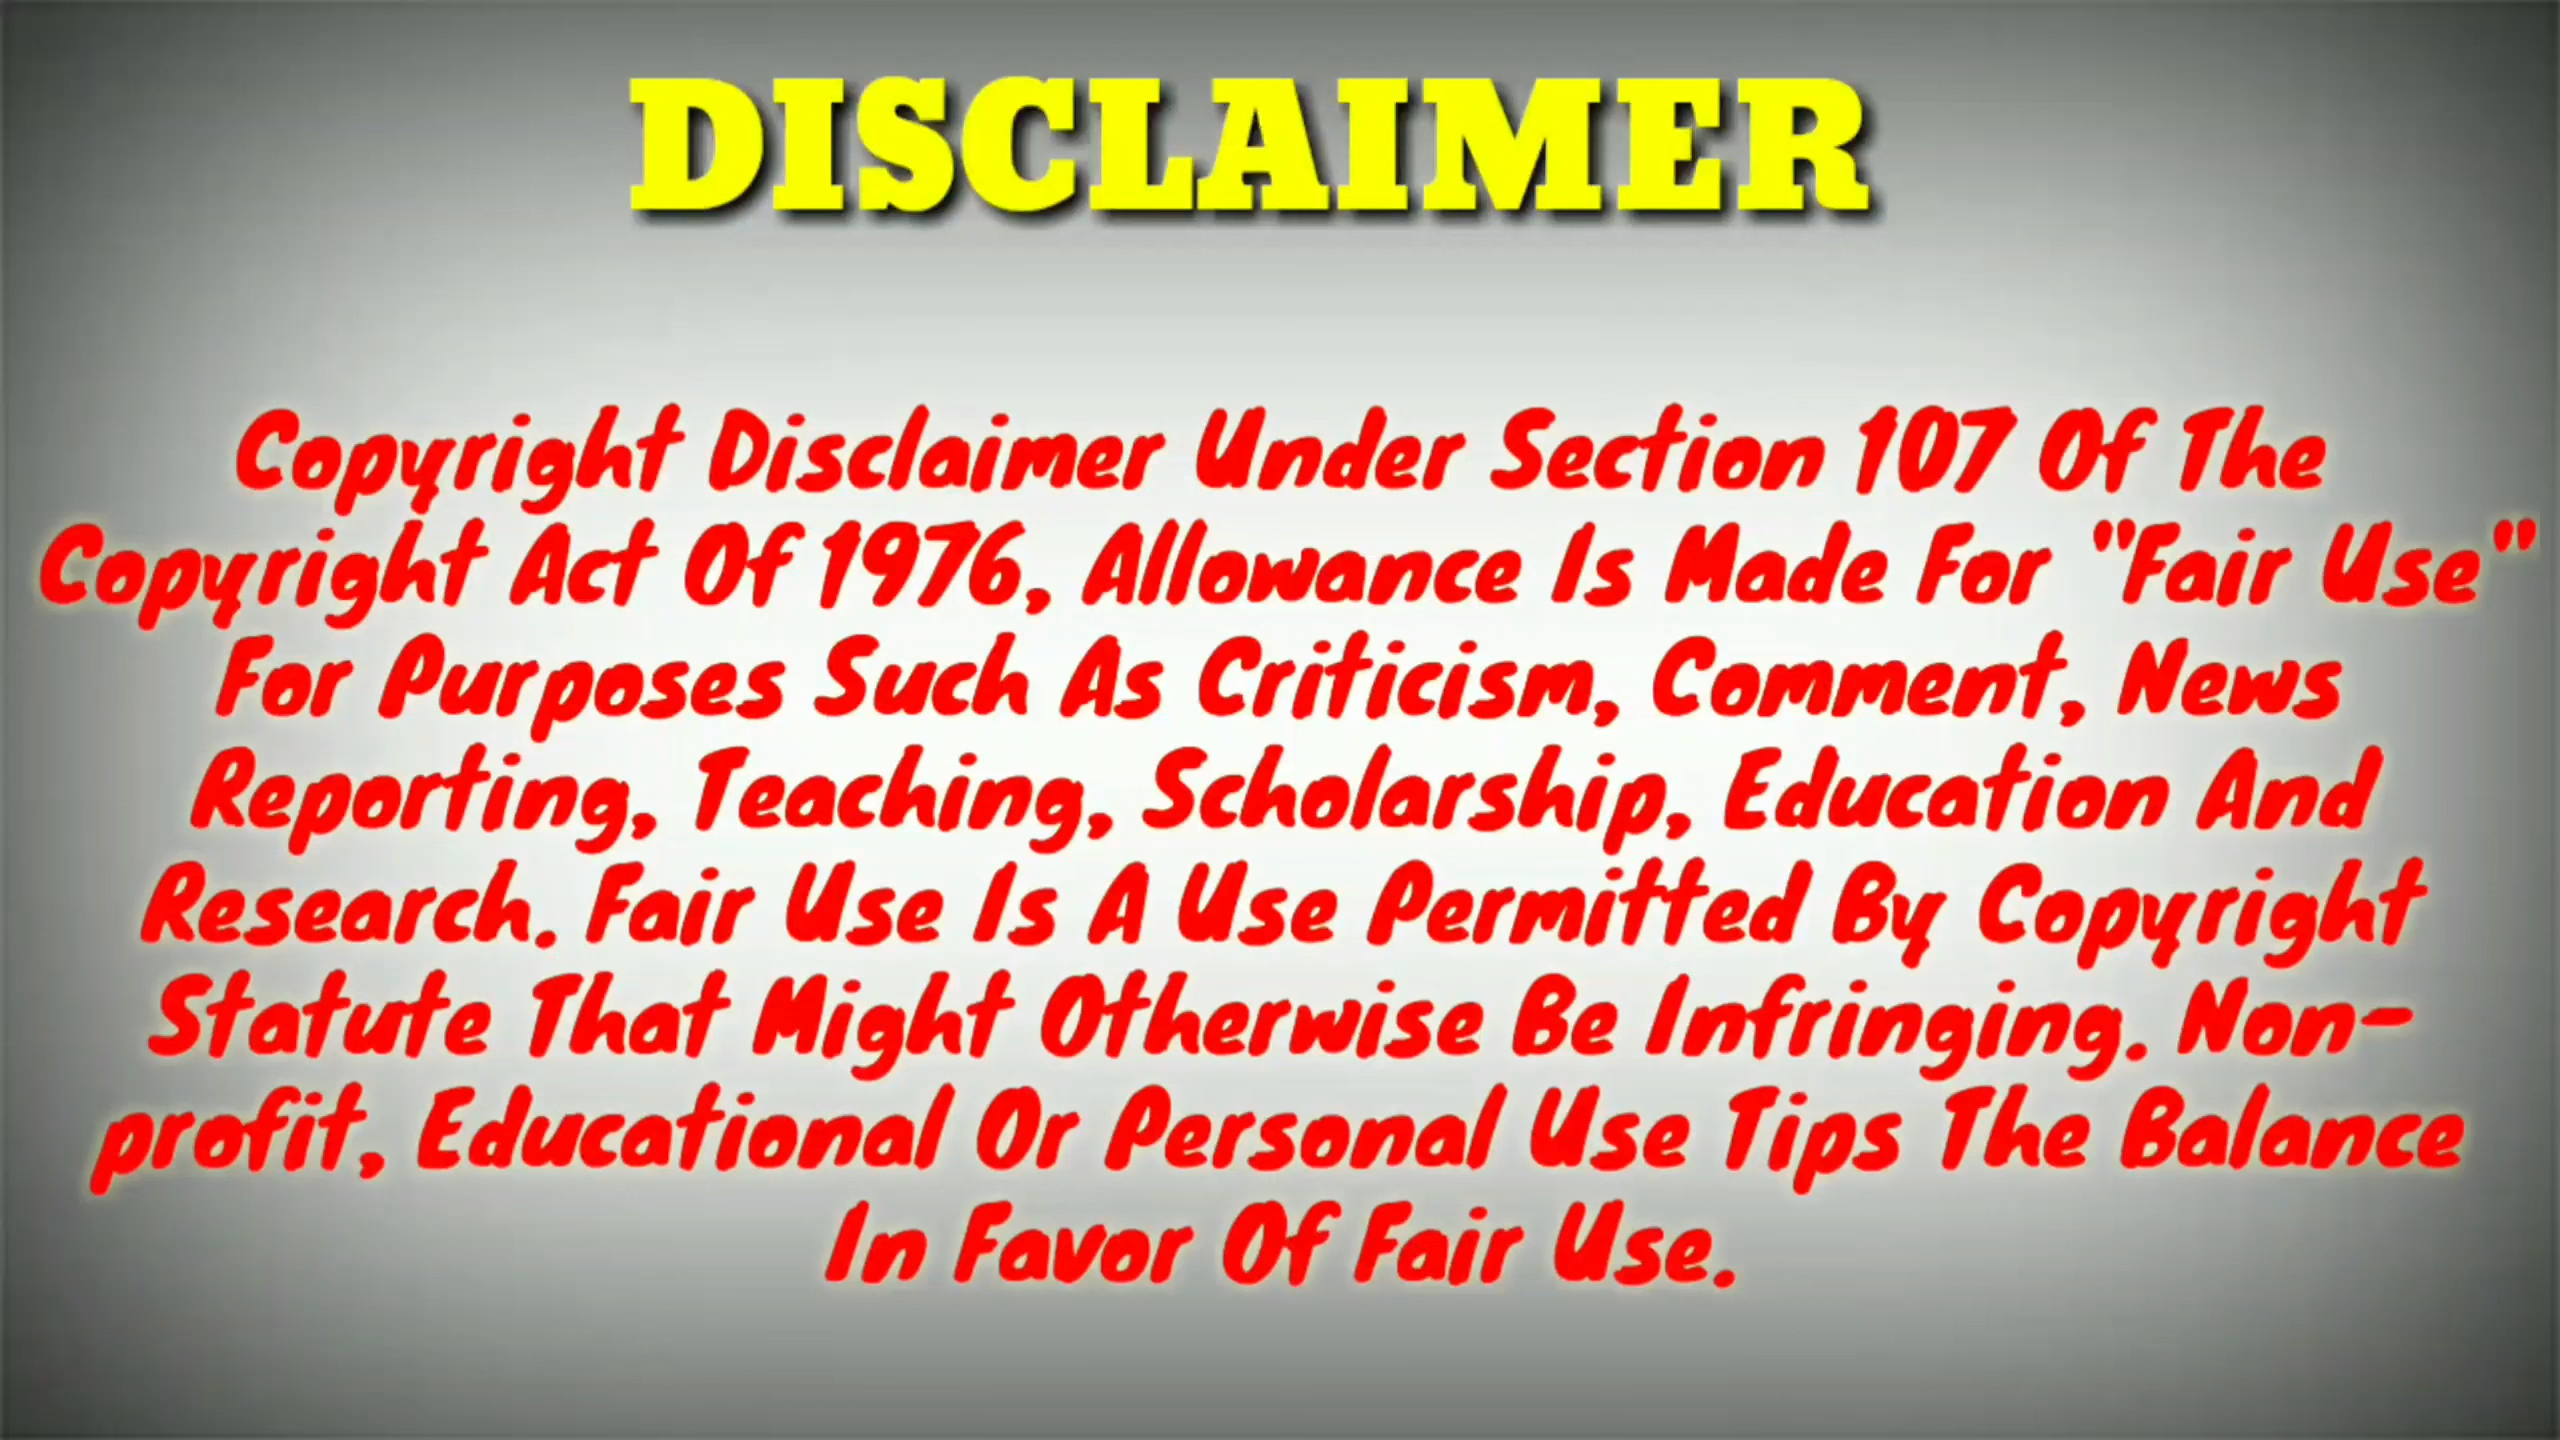 DISCLAIMER
Copyright Disclaimer Under Section 107 Of The
Copyright Act Of 1976, Allowance Is Made For "Fair Use"
For Purposes Such As Criticism, Comment, News
Reporting, Teaching, Scholarship, Education And
Research. Fair Use Is A Use Permitted By Copyright
Statute That Might Otherwise Be Infringing. Non-
profit, Educational Or Personal Use Tips The Balance
In Favor Of Fair Use.